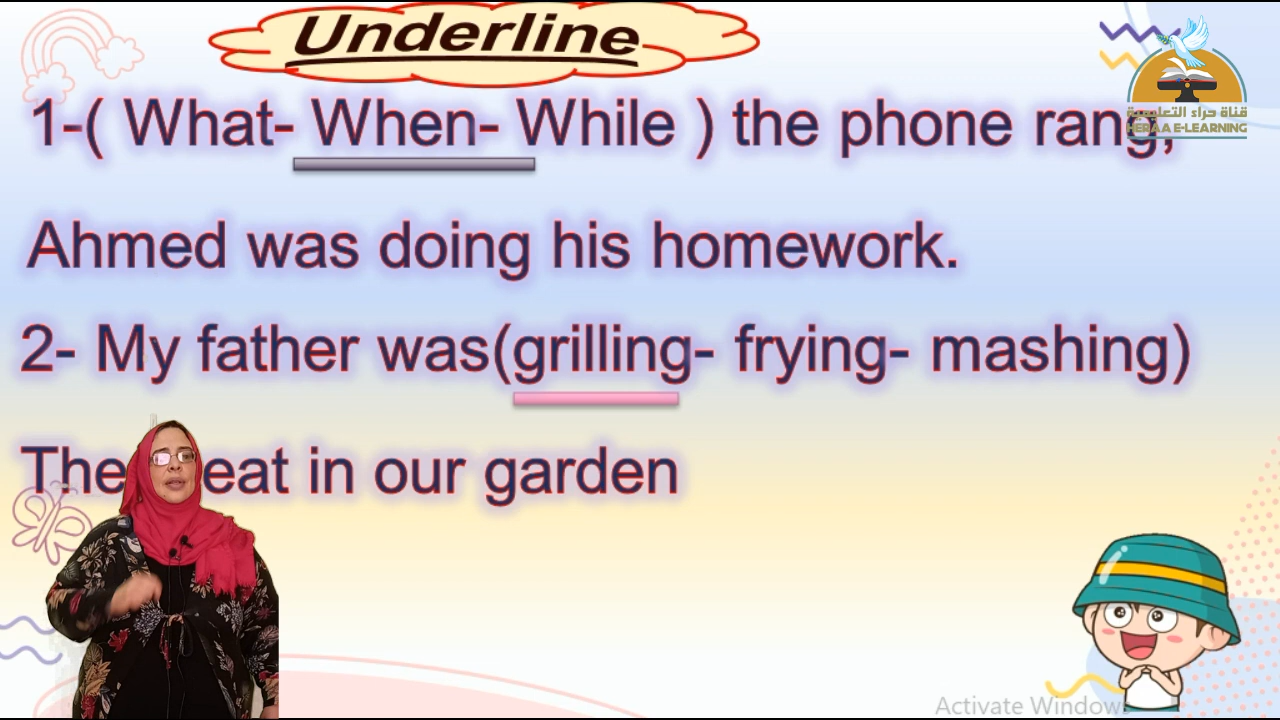 Underline
1-( What- When- While ) the phone rang,
قناة حراء التعليمية
HERAA E-LEARNING
Ahmed was doing his homework.
2- My father was(grilling- frying- mashing)
The eat in our garden
Activate Windows